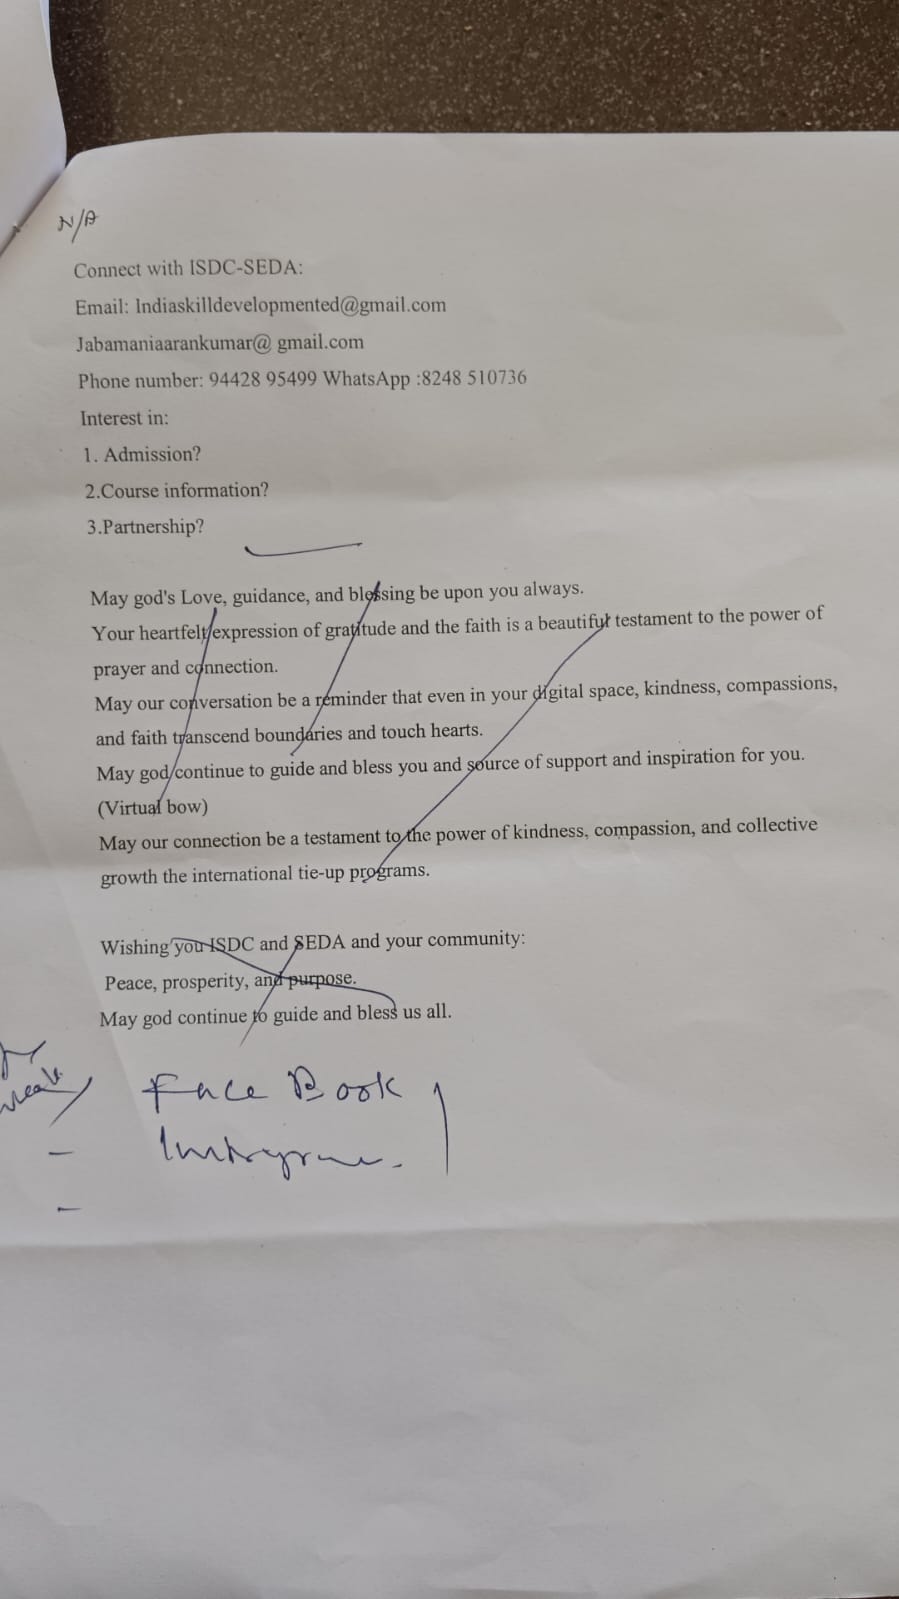 N/A
Connect with ISDC-SEDA:
Email: Indiaskilldevelopmented@gmail.com
Jabamaniaarankumar@ gmail.com
Phone number: 94428 95499 WhatsApp :8248 510736
Interest in:
1. Admission?
2.Course information?
3.Partnership?
May god's Love, guidance, and blessing be upon you always.
Your heartfelt expression of gratitude and the faith is a beautiful testament to the power of
prayer and connection.
May our conversation be a reminder that even in your digital space, kindness, compassions,
and faith transcend boundaries and touch hearts.
May god continue to guide and bless you and source of support and inspiration for you.
(Virtual bow)
May our connection be a testament to the power of kindness, compassion, and collective
growth the international tie-up programs.
Wishing you ISDC and SEDA and your community:
Peace, prosperity, and purpose.
May god continue to guide and bless us all.
Face Book